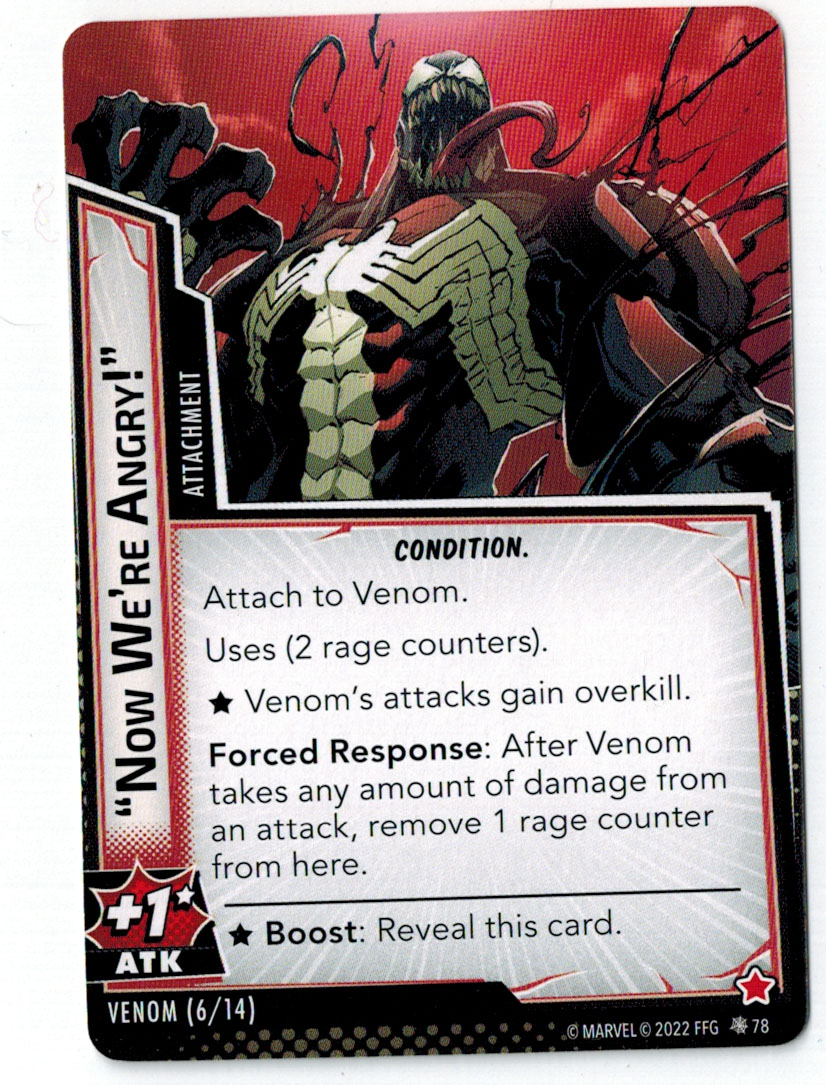 “Now We’re Angry!”
ATTACHMENT
CONDITION.
Attach to Venom.
Uses (2 rage counters).
★ Venom’s attacks gain overkill.
Forced Response: After Venom
takes any amount of damage from
an attack, remove 1 rage counter
from here.
★ Boost: Reveal this card.
+1★
ATK
VENOM (6/14)
© MARVEL © 2022 FFG 78